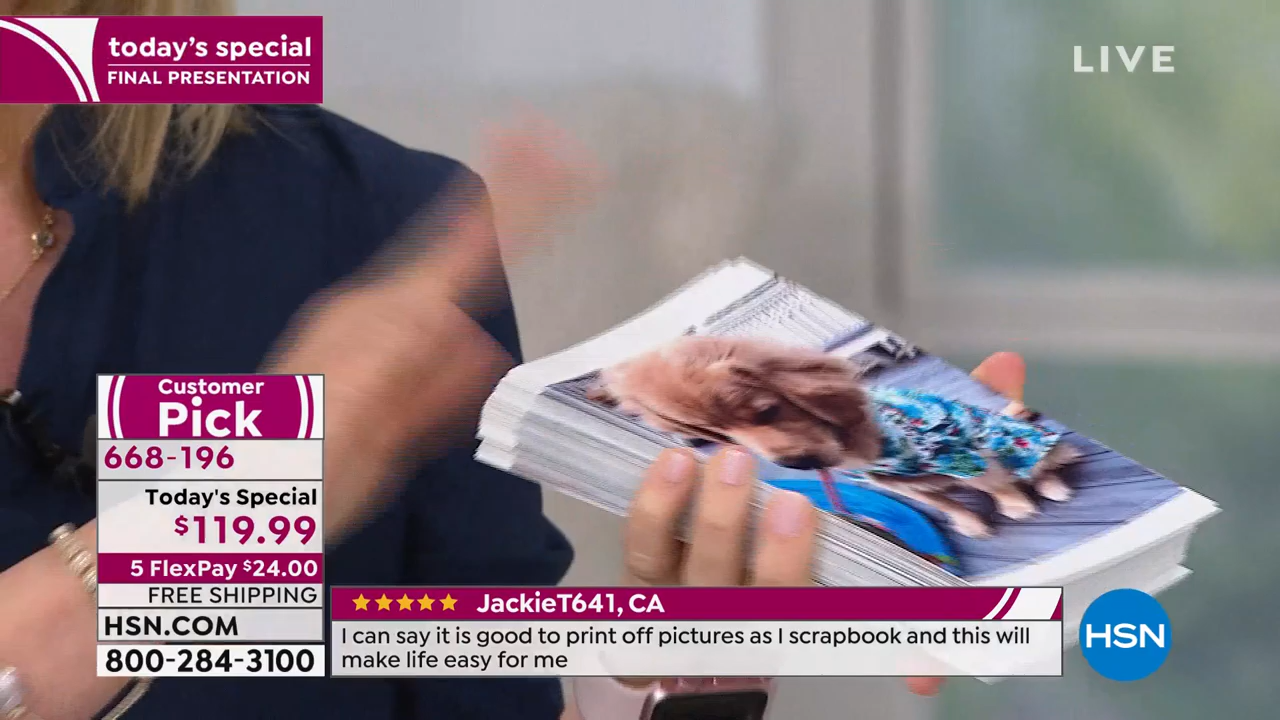 today's special
FINAL PRESENTATION
LIVE
Customer
Pick
668-196
Today's Special
$119.99
5 FlexPay $24.00
FREE SHIPPING
HSN.COM
800-284-3100
JackieT641, CA
I can say it is good to print off pictures as I scrapbook and this will
make life easy for me
HSN